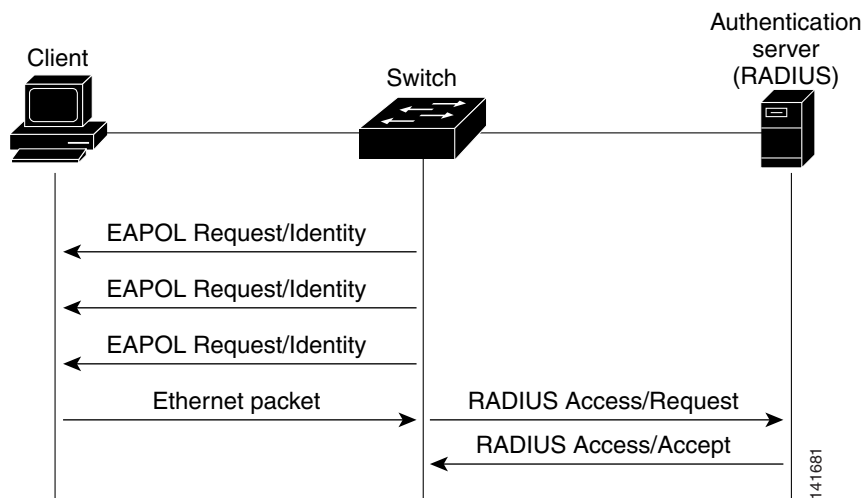 Client
Switch
Authentication
server
(RADIUS)
EAPOL Request/Identity
EAPOL Request/Identity
EAPOL Request/Identity
Ethernet packet
RADIUS Access/Request
RADIUS Access/Accept
141681